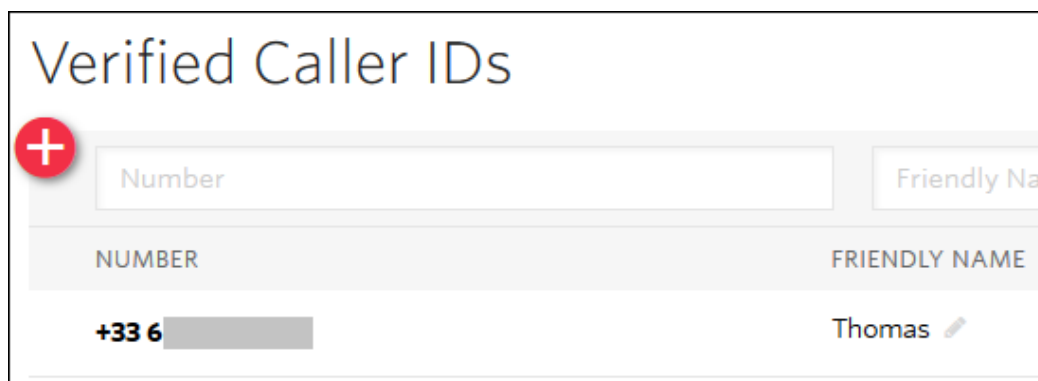 Verified Caller IDs
Number Friendly Na
NUMBER FRIENDLY NAME
+33 6 Thomas